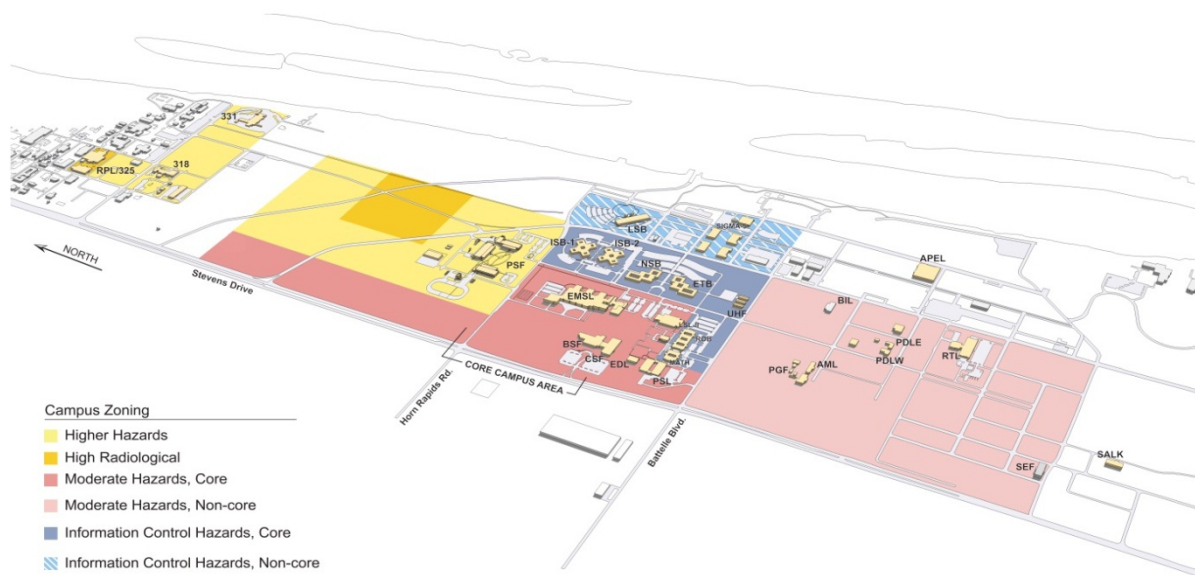 331
318
RPL/325
NORTH
Stevens Drive
LSB
SIGMA
ISB-1
ISB-2
NSB
ETB
PSF
APEL
EMSL
UHF
BIL
BSF
CSF
EDL
MATH
PSL
PDLE
PDLW
RTL
PGF
AML
Horn Rapids Rd.
CORE CAMPUS AREA
Battelle Blvd.
SEF
SALK
Campus Zoning
Higher Hazards
High Radiological
Moderate Hazards, Core
Moderate Hazards, Non-core
Information Control Hazards, Core
Information Control Hazards, Non-core